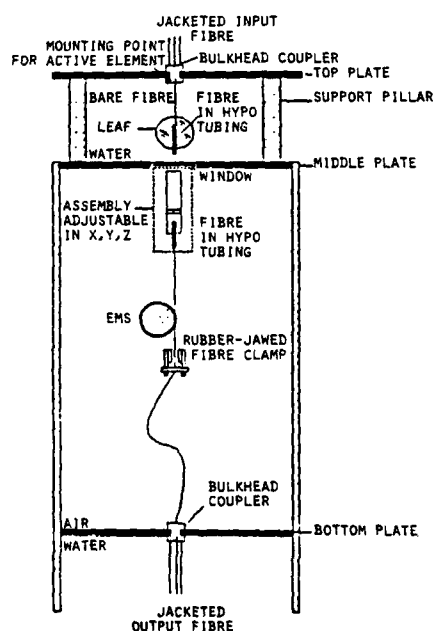 JACKETED INPUT
FIBRE
MOUNTING POINT
FOR ACTIVE ELEMENT
BULKHEAD COUPLER
TOP PLATE
BARE FIBRE
FIBRE
IN HYPO
TUBING
SUPPORT PILLAR
LEAF
WATER
MIDDLE PLATE
WINDOW
ASSEMBLY
ADJUSTABLE
IN X,Y,Z
FIBRE
IN HYPO
TUBING
EMS
RUBBER-JAWED
FIBRE CLAMP
BULKHEAD
COUPLER
AIR
WATER
BOTTOM PLATE
JACKETED
OUTPUT FIBRE